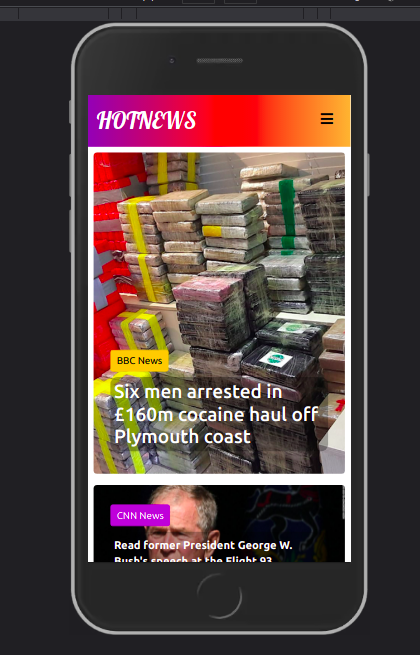 HOTNEWS
BBC News
Six men arrested in
£160m cocaine haul off
Plymouth coast
CNN News
Read former President George W.
Bush's speech at the Flight 93